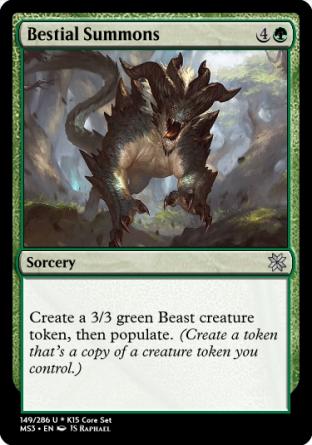 Bestial Summons 4
Sorcery
Create a 3/3 green Beast creature
token, then populate. (Create a token
that's a copy of a creature token you
control.)
149/286 U * K15 Core Set
MS3 • EN JS RAPHAEL